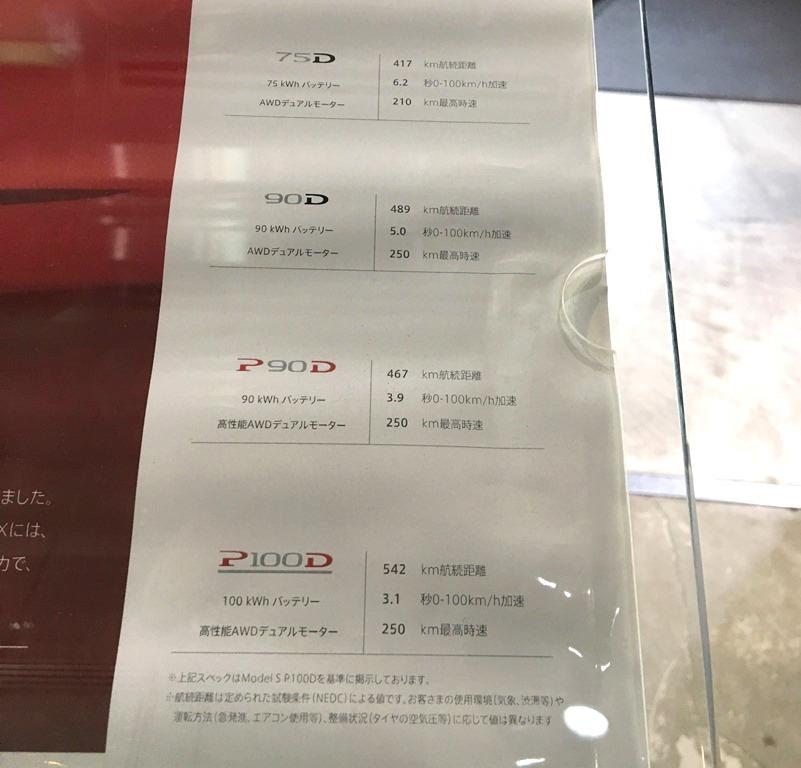 75D
75 kWh バッテリー
AWDデュアルモーター
417 km航続距離
6.2 秒0-100km/h加速
210 km最高時速
90D
90 kWh バッテリー
AWDデュアルモーター
489 km航続距離
5.0 秒0-100km/h加速
250 km最高時速
P90D
90 kWh バッテリー
高性能AWDデュアルモーター
467 km航続距離
3.9 秒0-100km/h加速
250 km最高時速
P100D
100 kWh バッテリー
高性能AWDデュアルモーター
542 km航続距離
3.1 秒0-100km/h加速
250 km最高時速
※上記スペックはModel S P100Dを基準に掲示しております。
※航続距離は定められた試験条件(NEDC)による値です。お客さまの使用環境(気象、渋滞等)や
運転方法(急発進、エアコン使用等)、整備状況(タイヤの空気圧等)に応じて値は異なります
ました。
Xには、
力で、